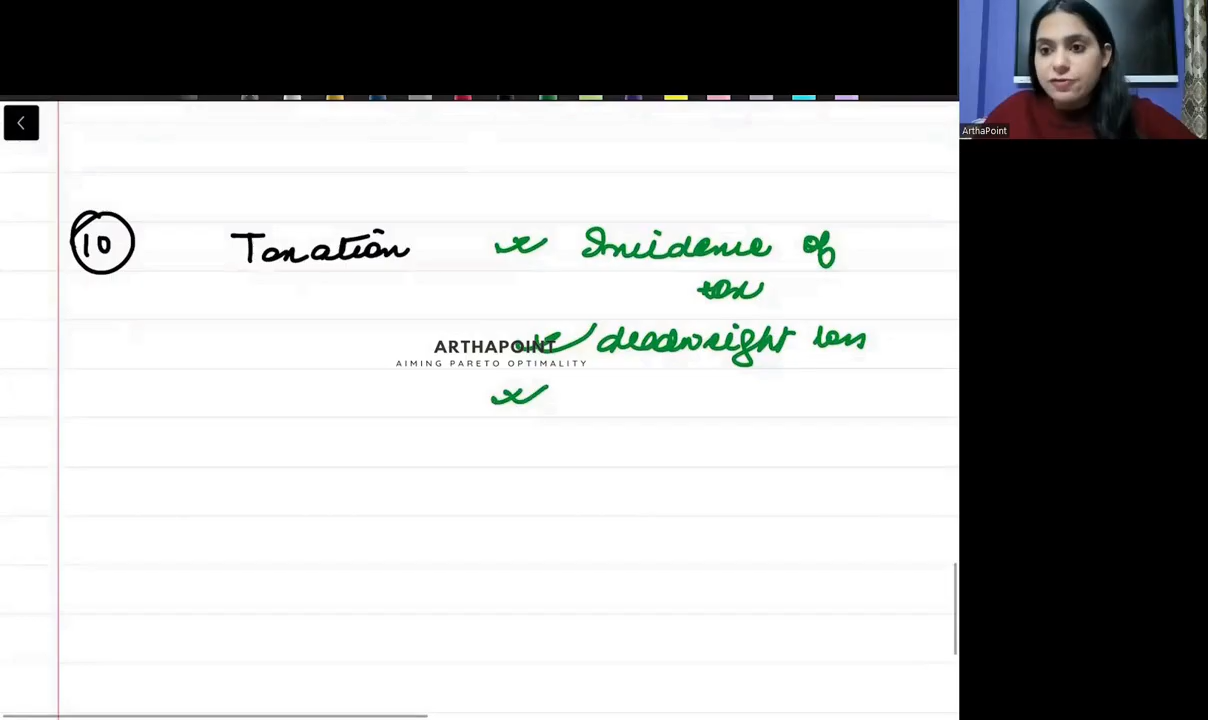 10 Taxation Incidence of
tax
deadweight loss
ARTHAPOINT
AIMING PARETO OPTIMALITY
ArthaPoint